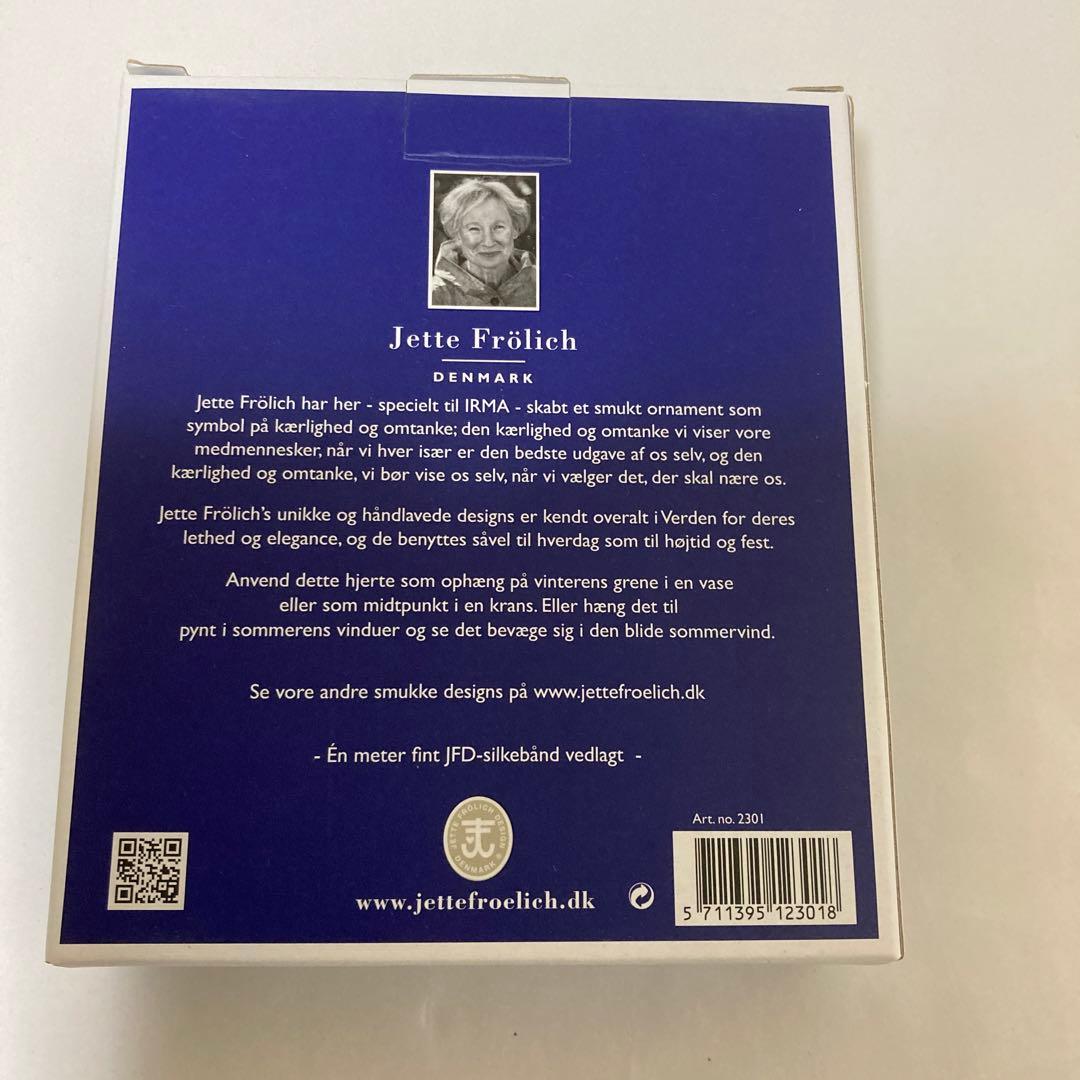 Jette Frölich
DENMARK
Jette Frölich har her - specielt til IRMA - skabt et smukt ornament som
symbol på kærlighed og omtanke; den kærlighed og omtanke vi viser vore
medmennesker, når vi hver især er den bedste udgave af os selv, og den
kærlighed og omtanke, vi bør vise os selv, når vi vælger det, der skal nære os.
Jette Frölich's unikke og håndlavede designs er kendt overalt i Verden for deres
lethed og elegance, og de benyttes såvel til hverdag som til højtid og fest.
Anvend dette hjerte som ophæng på vinterens grene i en vase
eller som midtpunkt i en krans. Eller hæng det til
pynt i sommerens vinduer og se det bevæge sig i den blide sommervind.
Se vore andre smukke designs på www.jettefroelich.dk
- Én meter fint JFD-silkebånd vedlagt -
JETTE FRÖLICH DESIGN ®
DENMARK
www.jettefroelich.dk
Art. no. 2301
5 711395 123018